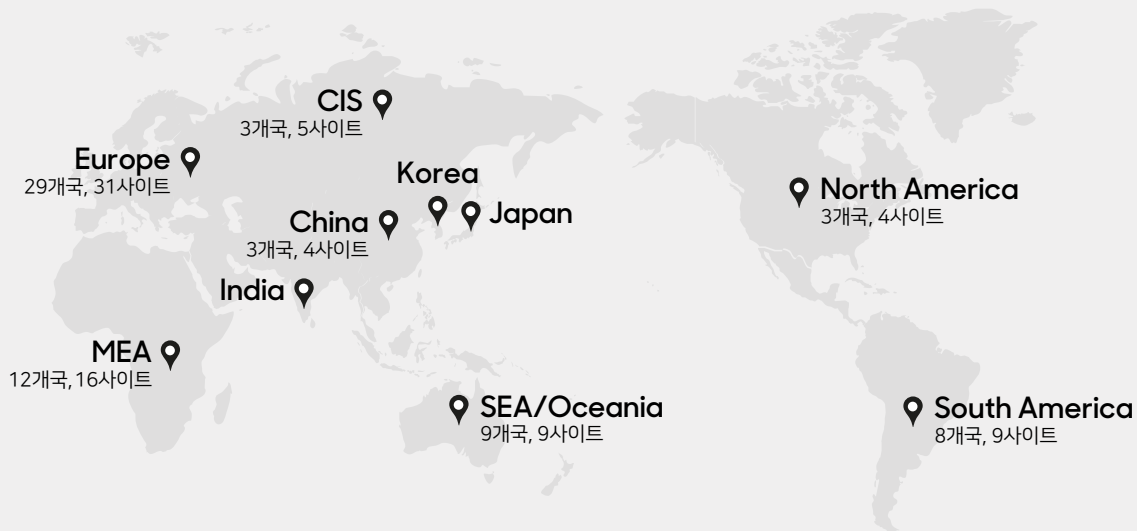 CIS
3개국, 5사이트
Europe
29개국, 31사이트
Korea
China
3개국, 4사이트
Japan
North America
3개국, 4사이트
India
MEA
12개국, 16사이트
SEA/Oceania
9개국, 9사이트
South America
8개국, 9사이트